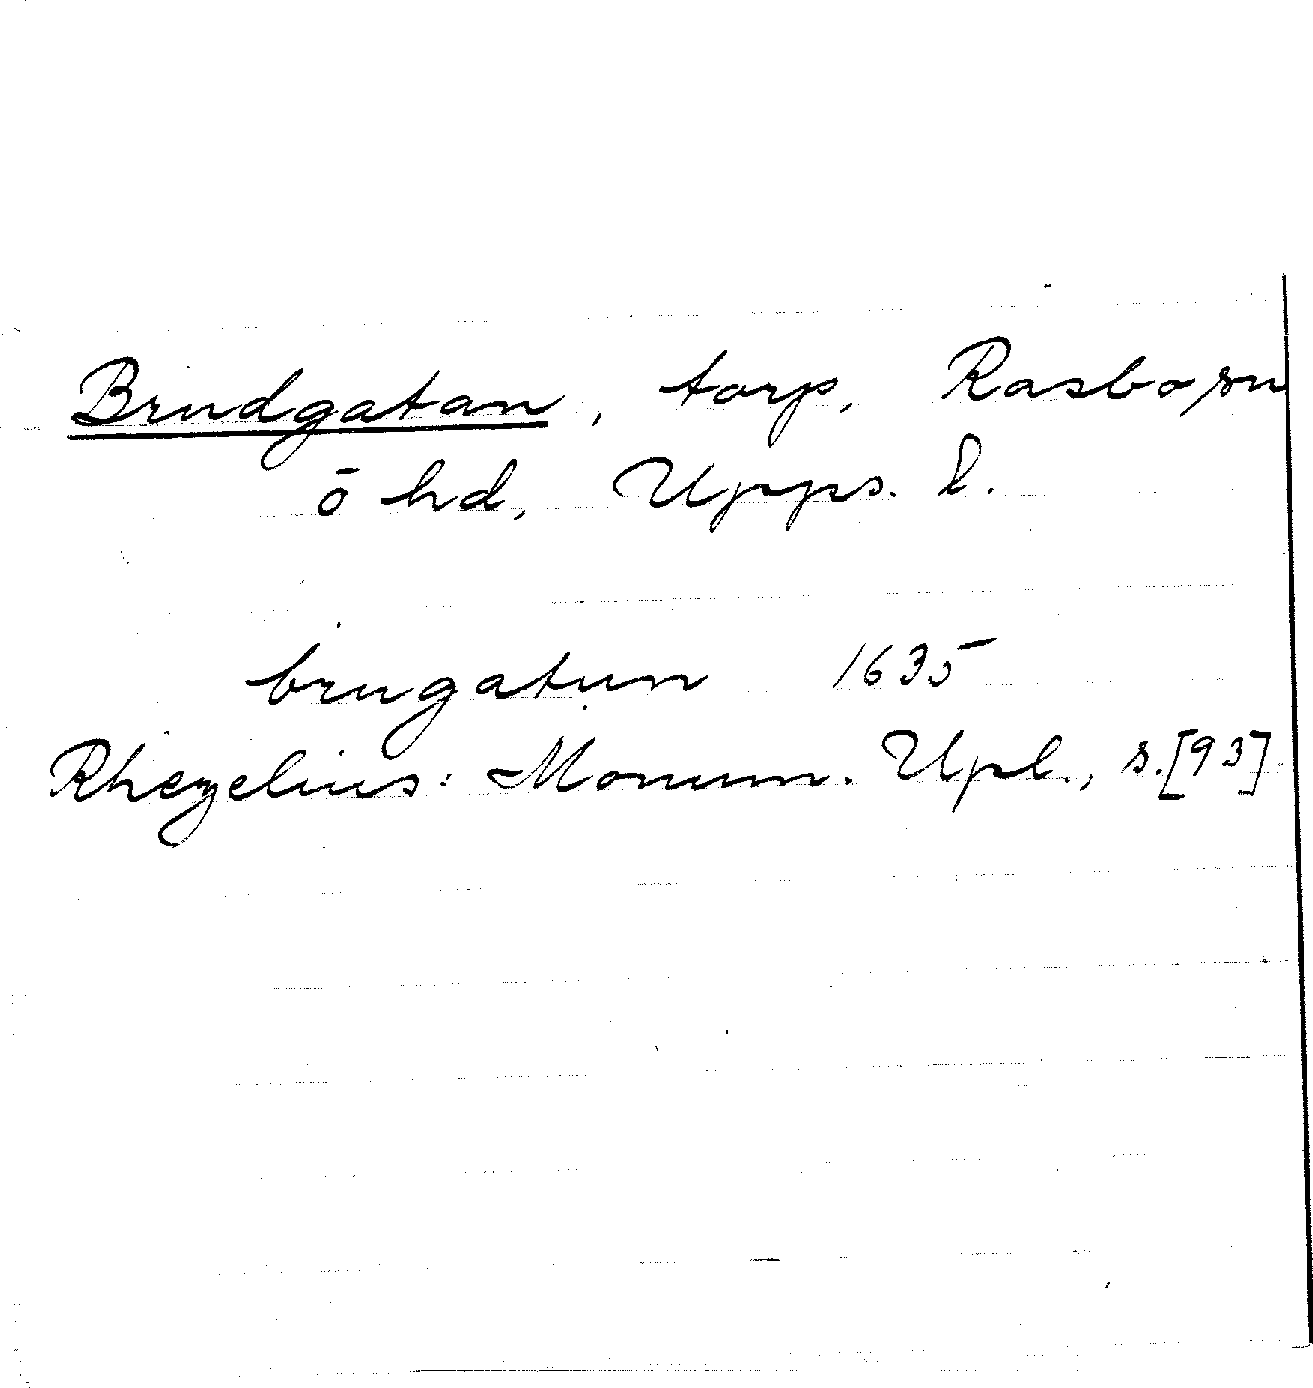 Brudgatan, torp, Rasbo sn
ō hd, Upps. l.
brugatun 1635
Rhezelius: Monum. Upl., s. [93]